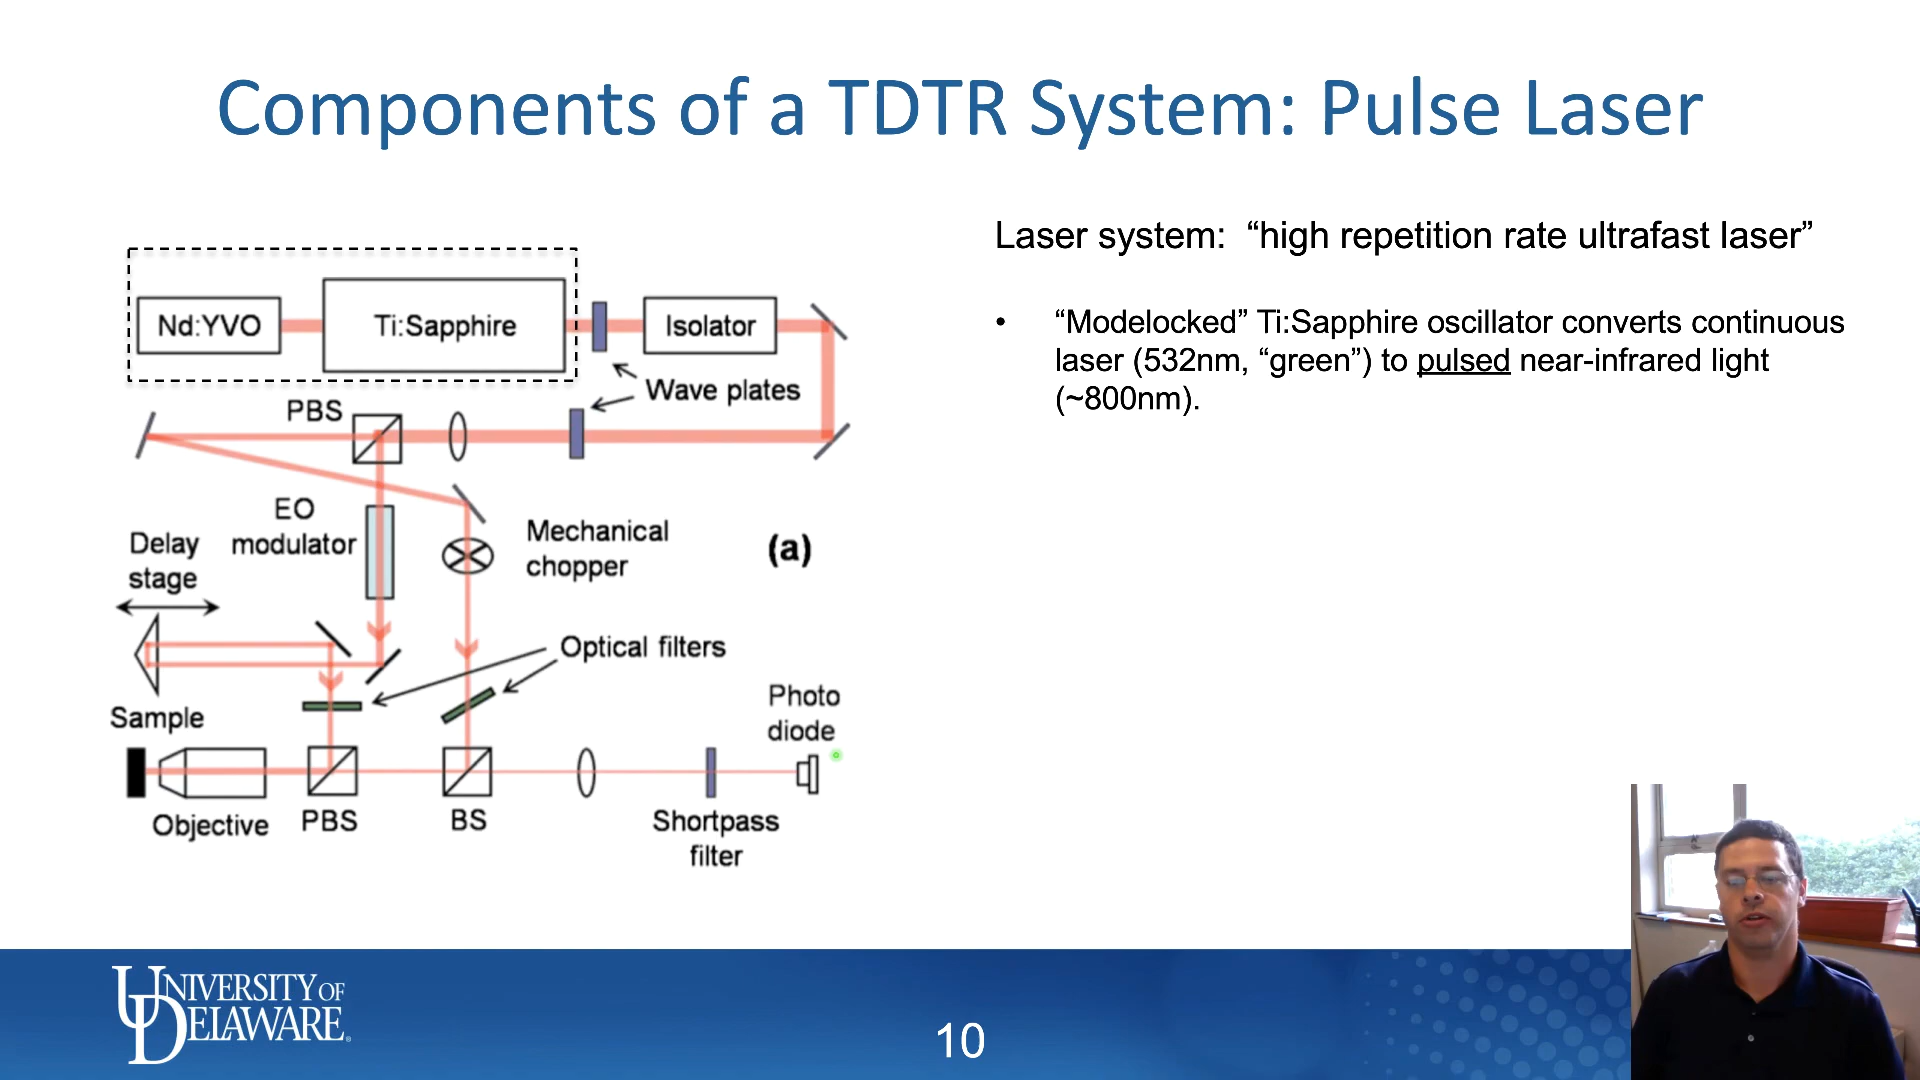 Components of a TDTR System: Pulse Laser
Nd:YVO
Ti:Sapphire
Isolator
Wave plates
PBS
EO
modulator
Delay
stage
Mechanical
chopper
(a)
Optical filters
Photo
diode
Sample
Objective
PBS
BS
Shortpass
filter
Laser system: “high repetition rate ultrafast laser”
• “Modelocked” Ti:Sapphire oscillator converts continuous
laser (532nm, “green”) to pulsed near-infrared light
(~800nm).
UNIVERSITY OF
DELAWARE.
10